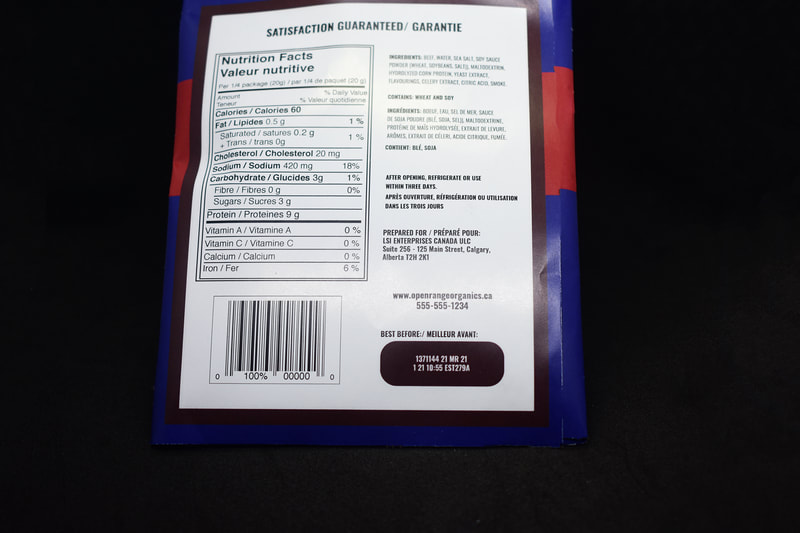 SATISFACTION GUARANTEED/ GARANTIE
Nutrition Facts
Valeur nutritive
Per 1/4 package (20g) / par 1/4 de paquet (20 g)
Amount
Teneur
% Daily Value
% Valeur quotidienne
Calories / Calories 60
Fat / Lipides 0.5 g 1 %
Saturated / satures 0.2 g
+ Trans / trans 0g
1 %
Cholesterol / Cholesterol 20 mg
Sodium / Sodium 420 mg 18%
Carbohydrate / Glucides 3g 1%
Fibre / Fibres 0 g 0%
Sugars / Sucres 3 g
Protein / Proteines 9 g
Vitamin A / Vitamine A 0 %
Vitamin C / Vitamine C 0 %
Calcium / Calcium 0 %
Iron / Fer 6 %
0 100% 00000 0
INGREDIENTS: BEEF, WATER, SEA SALT, SOY SAUCE
POWDER (WHEAT, SOYBEANS, SALT), MALTODEXTRIN,
HYDROLYZED CORN PROTEIN, YEAST EXTRACT,
FLAVOURINGS, CELERY EXTRACT, CITRIC ACID, SMOKE.
CONTAINS: WHEAT AND SOY
INGRÉDIENTS: BOEUF, EAU, SEL DE MER, SAUCE
DE SOJA POUDRE (BLÉ, SOJA, SEL), MALTODEXTRINE,
PROTÉINE DE MAÏS HYDROLYSÉE, EXTRAIT DE LEVURE,
ARÔMES, EXTRAIT DE CÉLERI, ACIDE CITRIQUE, FUMÉE.
CONTIENT: BLÉ, SOJA
AFTER OPENING, REFRIGERATE OR USE
WITHIN THREE DAYS.
APRÈS OUVERTURE, RÉFRIGÉRATION OU UTILISATION
DANS LES TROIS JOURS
PREPARED FOR / PRÉPARÉ POUR:
LSI ENTERPRISES CANADA ULC
Suite 256 - 125 Main Street, Calgary,
Alberta T2H 2K1
www.openrangeorganics.ca
555-555-1234
BEST BEFORE:/ MEILLEUR AVANT:
1371144 21 MR 21
1 21 10:55 EST279A